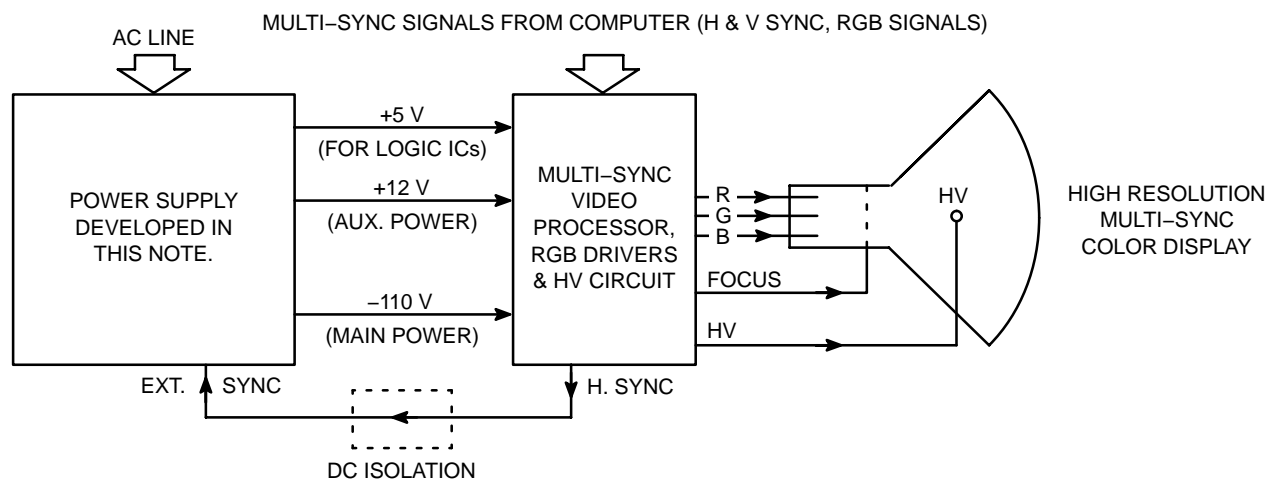 MULTI–SYNC SIGNALS FROM COMPUTER (H & V SYNC, RGB SIGNALS)
AC LINE
POWER SUPPLY
DEVELOPED IN
THIS NOTE.
+5 V
(FOR LOGIC ICs)
+12 V
(AUX. POWER)
–110 V
(MAIN POWER)
MULTI–SYNC
VIDEO
PROCESSOR,
RGB DRIVERS
& HV CIRCUIT
R
G
B
FOCUS
HV
HV
HIGH RESOLUTION
MULTI–SYNC
COLOR DISPLAY
EXT. SYNC
H. SYNC
DC ISOLATION